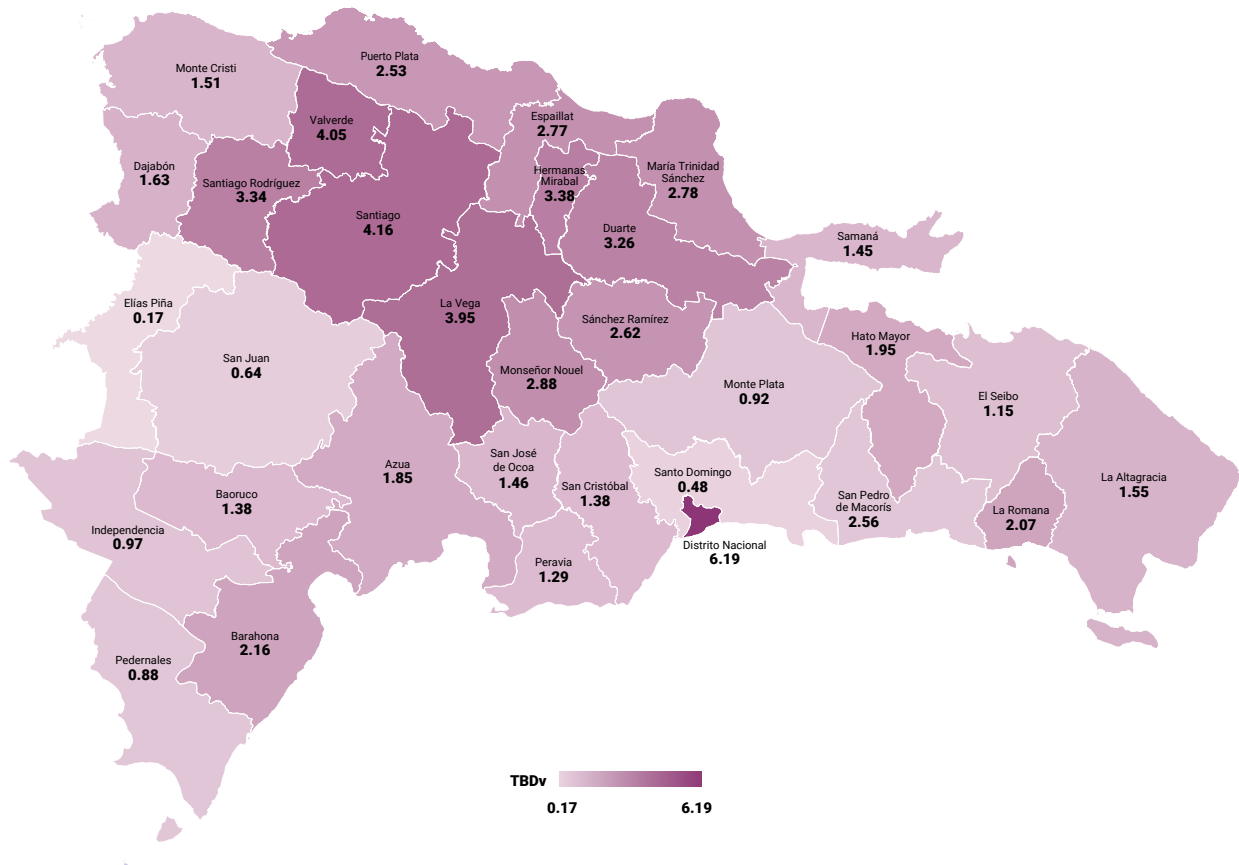 Puerto Plata
2.53
Monte Cristi
1.51
Valverde
4.05
Espaillat
2.77
Dajabón
1.63
Santiago Rodríguez
3.34
Hermanas
Mirabal
3.38
María Trinidad
Sánchez
2.78
Santiago
4.16
Duarte
3.26
Samaná
1.45
Elías Piña
0.17
La Vega
3.95
Sánchez Ramírez
2.62
Hato Mayor
1.95
San Juan
0.64
Monseñor Nouel
2.88
Monte Plata
0.92
El Seibo
1.15
Azua
1.85
San José
de Ocoa
1.46
San Cristóbal
1.38
Santo Domingo
0.48
La Altagracia
1.55
Baoruco
1.38
San Pedro
de Macorís
2.56
La Romana
2.07
Independencia
0.97
Distrito Nacional
6.19
Peravia
1.29
Barahona
2.16
Pedernales
0.88
TBDv
0.17
6.19